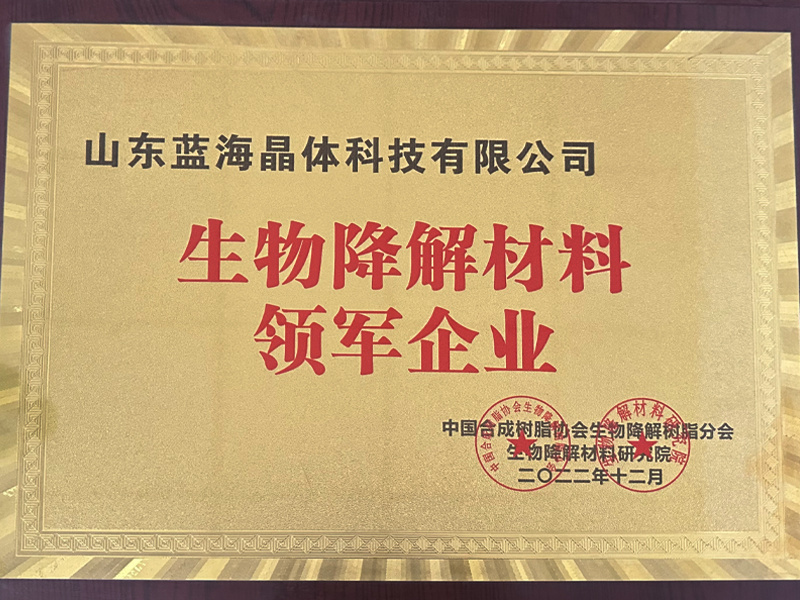 山东蓝海晶体科技有限公司
生物降解材料
领军企业
中国合成树脂协会生物降解树脂分会
生物降解材料研究院
二〇二二年十二月